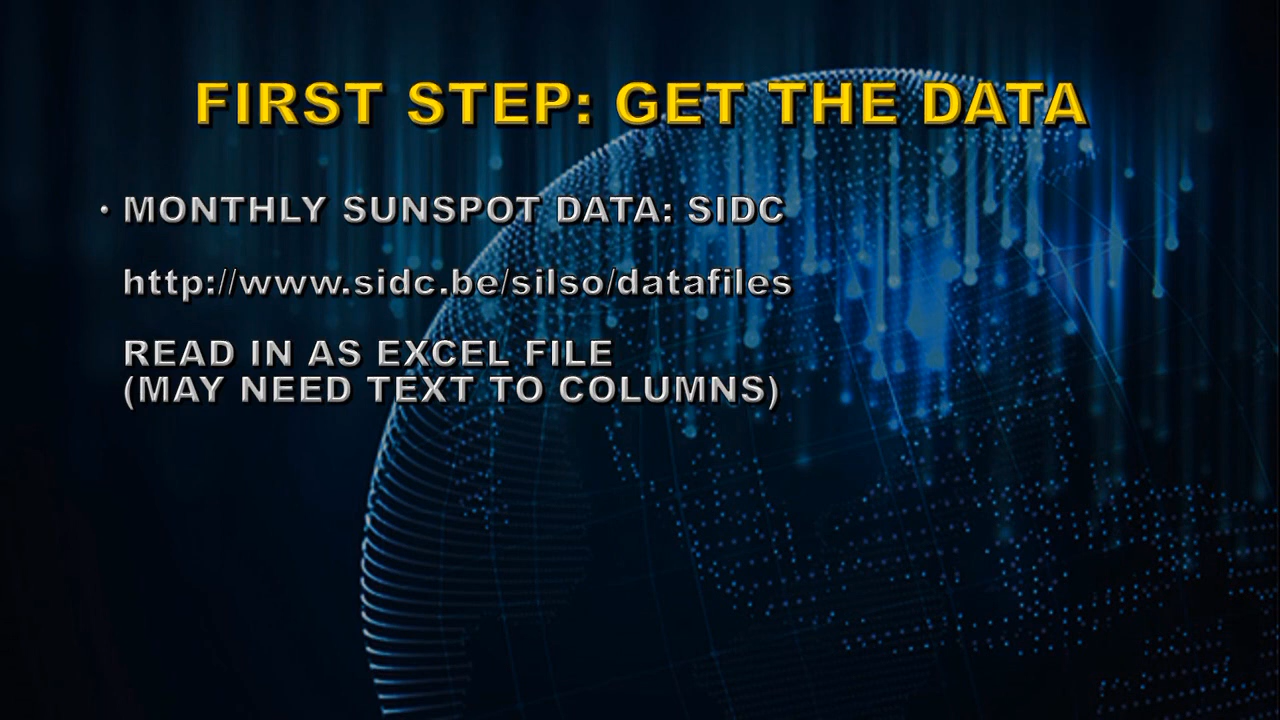 FIRST STEP: GET THE DATA
• MONTHLY SUNSPOT DATA: SIDC
http://www.sidc.be/silso/datafiles
READ IN AS EXCEL FILE
(MAY NEED TEXT TO COLUMNS)